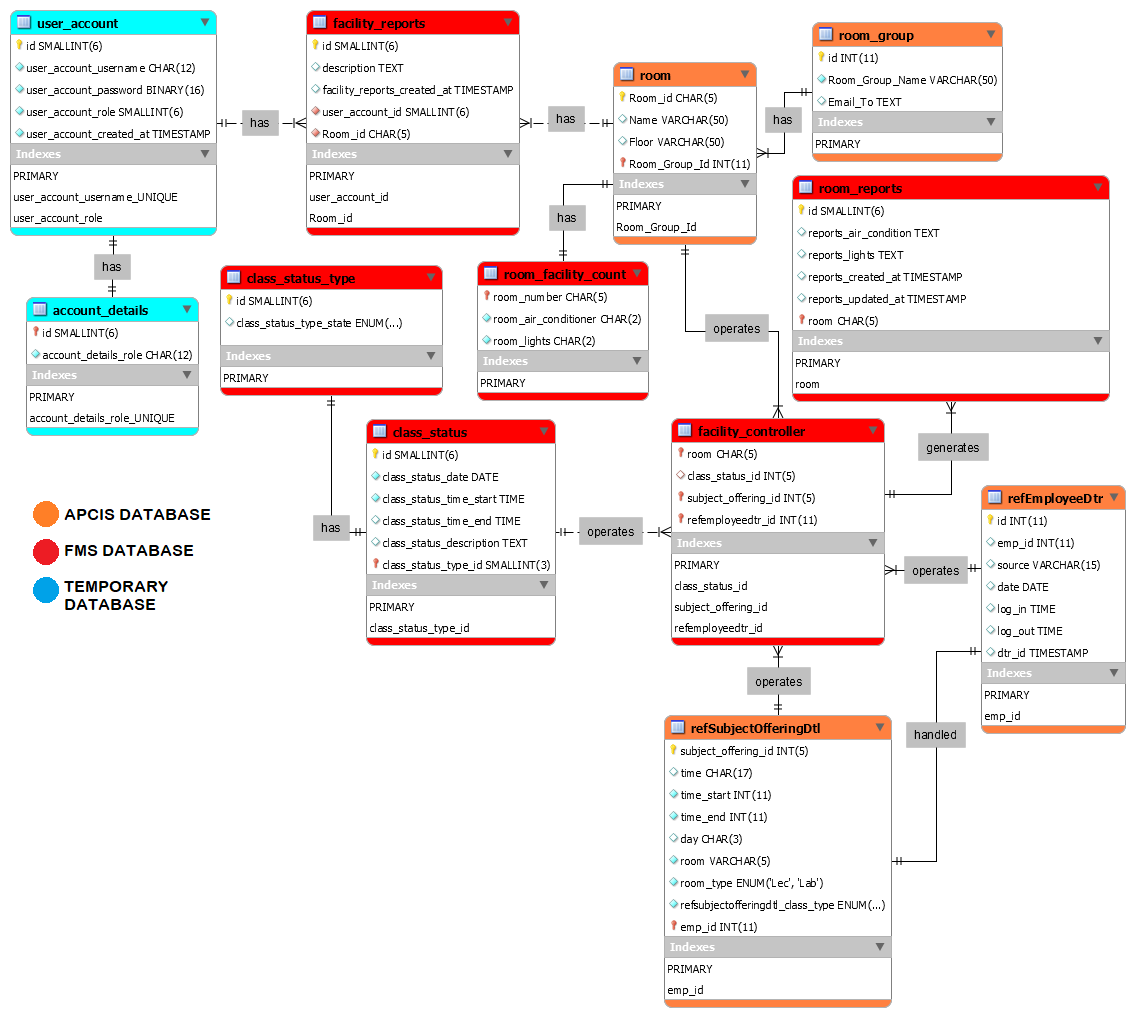 user_account
id SMALLINT(6)
user_account_username CHAR(12)
user_account_password BINARY(16)
user_account_role SMALLINT(6)
user_account_created_at TIMESTAMP
Indexes
PRIMARY
user_account_username_UNIQUE
user_account_role
has
facility_reports
id SMALLINT(6)
description TEXT
facility_reports_created_at TIMESTAMP
user_account_id SMALLINT(6)
Room_id CHAR(5)
Indexes
PRIMARY
user_account_id
Room_id
has
room
Room_id CHAR(5)
Name VARCHAR(50)
Floor VARCHAR(50)
Room_Group_Id INT(11)
Indexes
PRIMARY
Room_Group_Id
has
room_group
id INT(11)
Room_Group_Name VARCHAR(50)
Email_To TEXT
Indexes
PRIMARY
has
has
account_details
id SMALLINT(6)
account_details_role CHAR(12)
Indexes
PRIMARY
account_details_role_UNIQUE
class_status_type
id SMALLINT(6)
class_status_type_state ENUM(...)
Indexes
PRIMARY
room_facility_count
room_number CHAR(5)
room_air_conditioner CHAR(2)
room_lights CHAR(2)
Indexes
PRIMARY
operates
room_reports
id SMALLINT(6)
reports_air_condition TEXT
reports_lights TEXT
reports_created_at TIMESTAMP
reports_updated_at TIMESTAMP
room CHAR(5)
Indexes
PRIMARY
room
has
class_status
id SMALLINT(6)
class_status_date DATE
class_status_time_start TIME
class_status_time_end TIME
class_status_description TEXT
class_status_type_id SMALLINT(3)
Indexes
PRIMARY
class_status_type_id
operates
facility_controller
room CHAR(5)
class_status_id INT(5)
subject_offering_id INT(5)
refemployeedtr_id INT(11)
Indexes
PRIMARY
class_status_id
subject_offering_id
refemployeedtr_id
generates
operates
refEmployeeDtr
id INT(11)
emp_id INT(11)
source VARCHAR(15)
date DATE
log_in TIME
log_out TIME
dtr_id TIMESTAMP
Indexes
PRIMARY
emp_id
APCIS DATABASE
FMS DATABASE
TEMPORARY
DATABASE
operates
handled
refSubjectOfferingDtl
subject_offering_id INT(5)
time CHAR(17)
time_start INT(11)
time_end INT(11)
day CHAR(3)
room VARCHAR(5)
room_type ENUM('Lec', 'Lab')
refsubjectofferingdtl_class_type ENUM(...)
emp_id INT(11)
Indexes
PRIMARY
emp_id